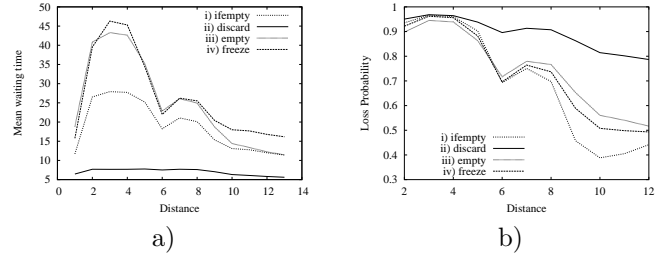 50
45
40
35
30
25
20
15
10
5
Mean waiting time
i) ifempty
ii) discard
iii) empty
iv) freeze
0 2 4 6 8 10 12 14
Distance
a)
1
0.9
0.8
0.7
0.6
0.5
0.4
0.3
Loss Probability
i) ifempty
ii) discard
iii) empty
iv) freeze
2 4 6 8 10 12
Distance
b)